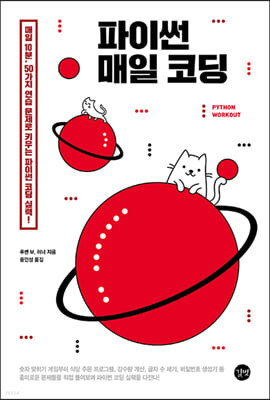 매일 10분, 50가지 연습 문제로 키우는 파이썬 코딩 실력!
파이썬
매일 코딩
PYTHON
WORKOUT
루벤 M. 러너 지음
윤인성 옮김
길벗
숫자 맞히기 게임부터 식당 주문 프로그램, 강수량 계산, 글자 수 세기, 비밀번호 생성기 등
흥미로운 문제들을 직접 풀어보며 파이썬 코딩 실력을 다진다!